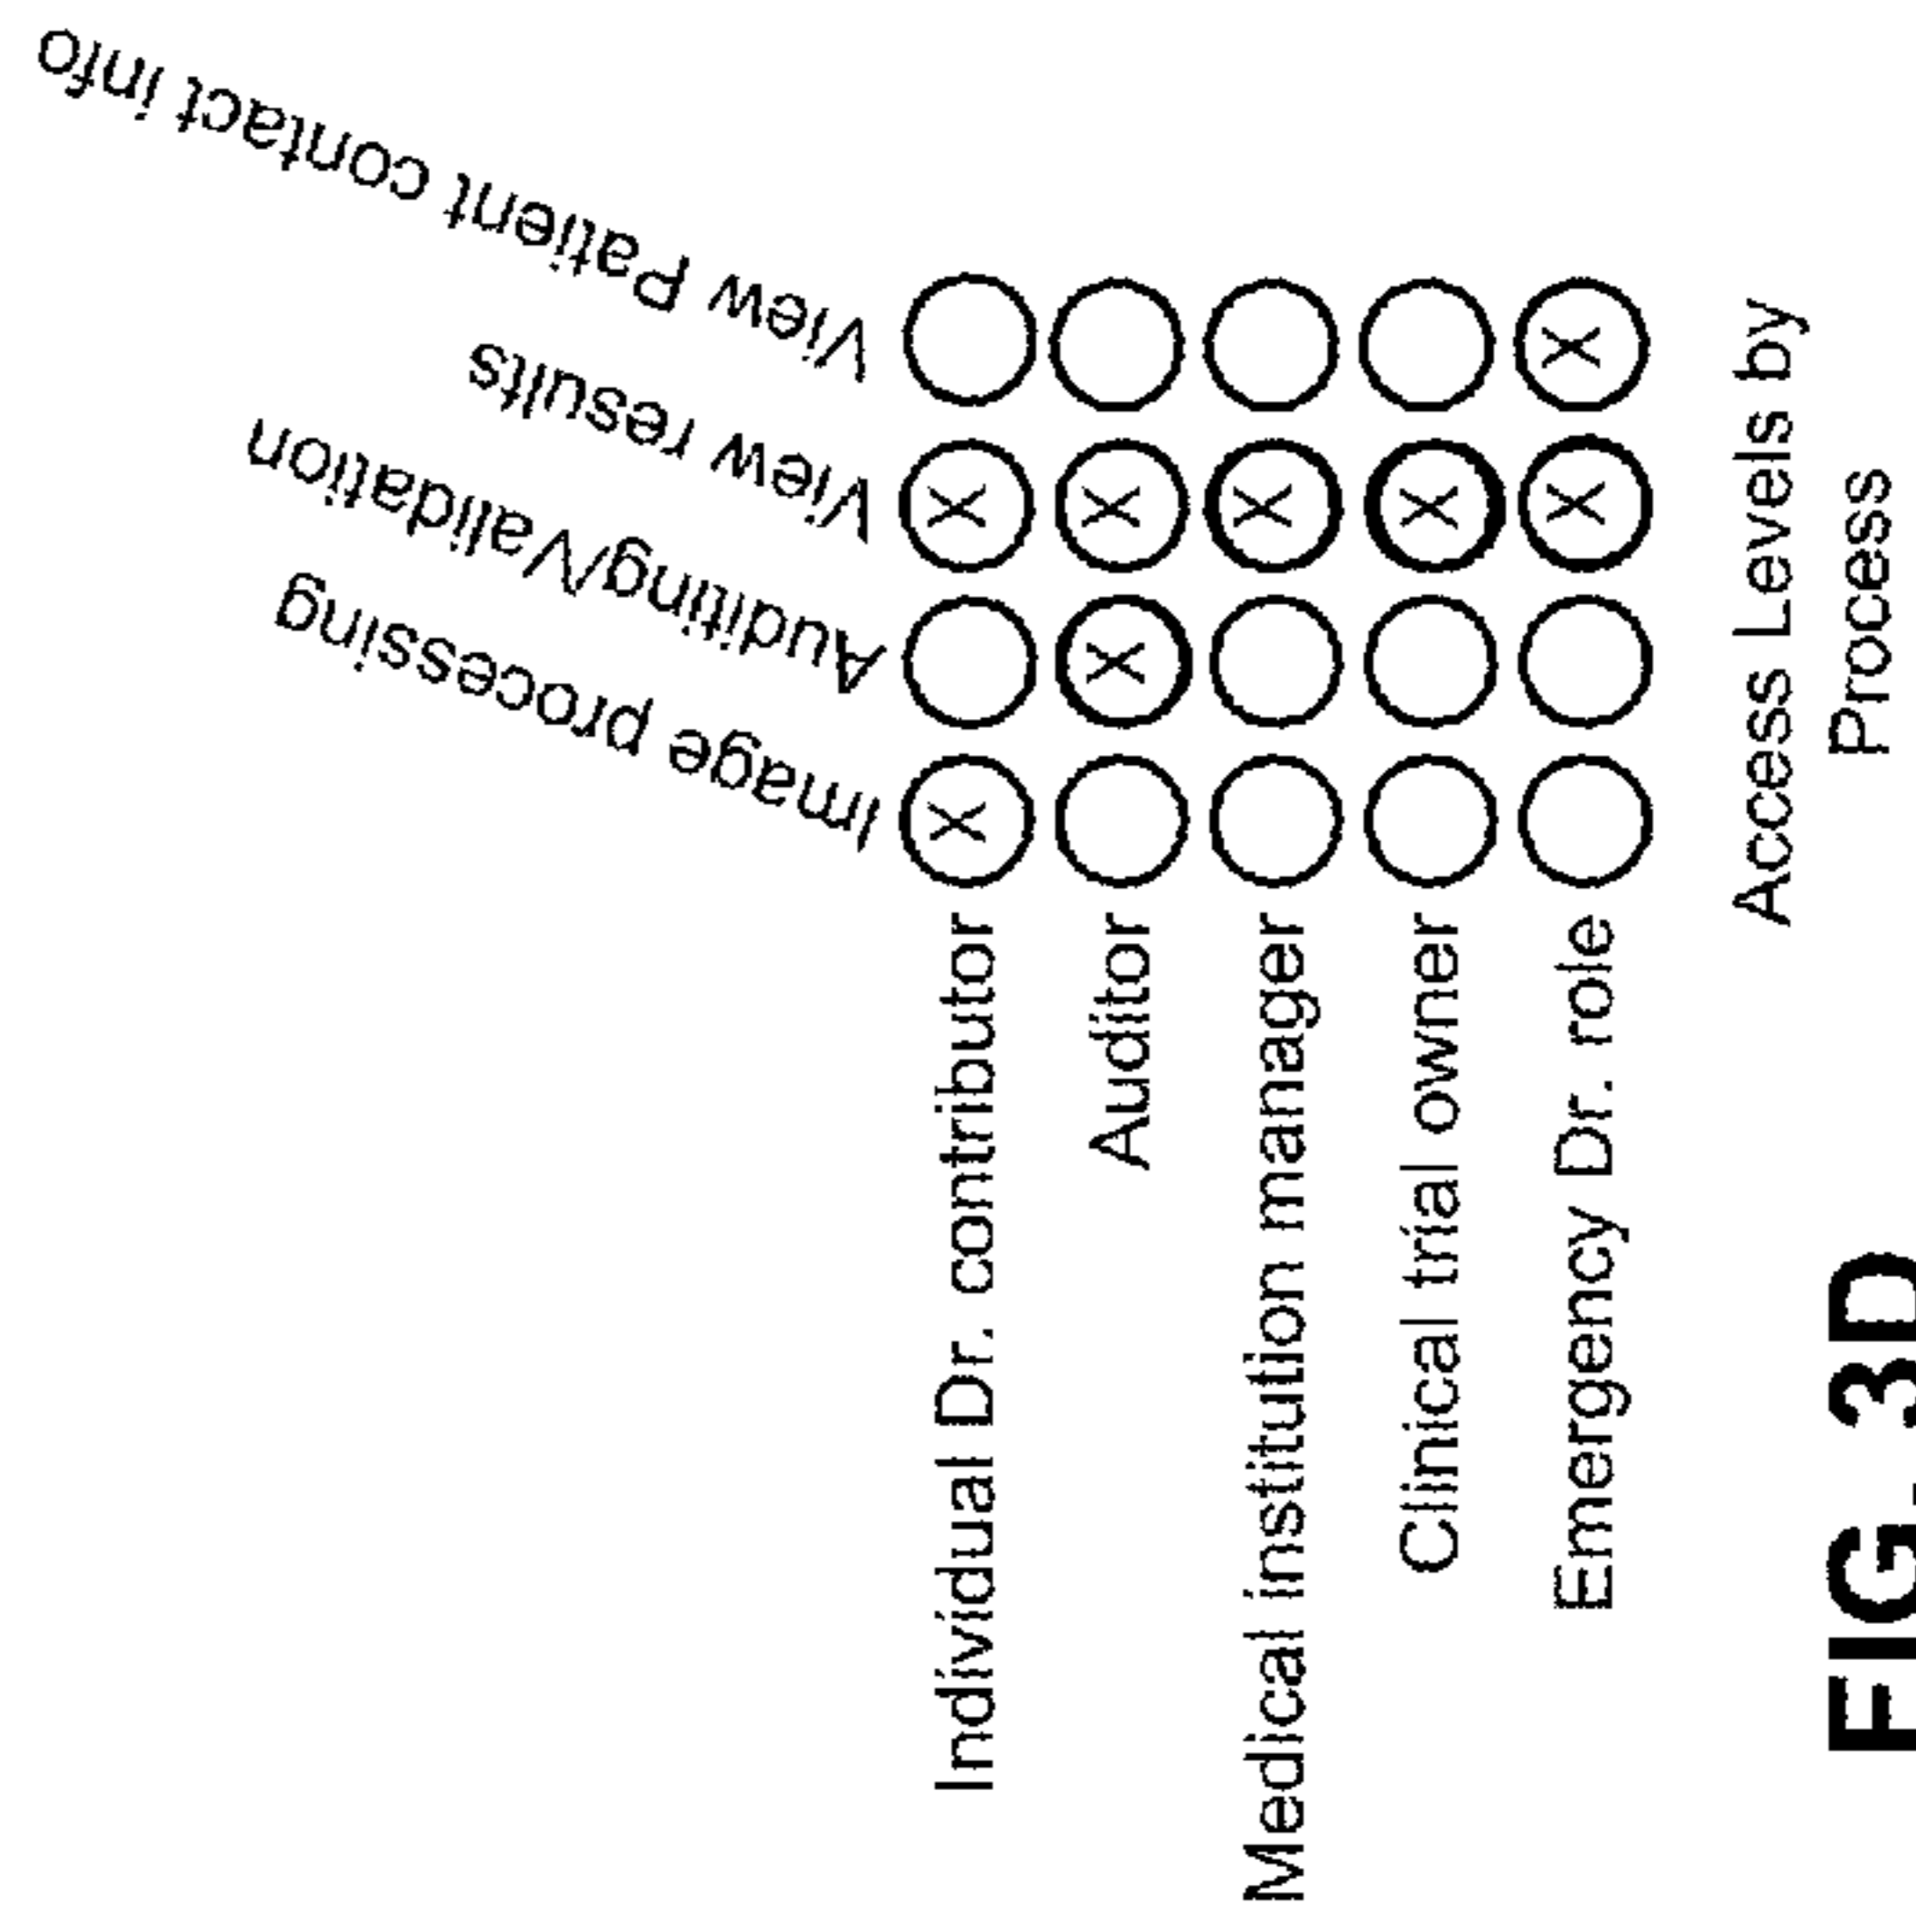 Image processing
Auditing/Validation
View results
View Patient contact info
Individual Dr. contributor X X
Auditor X X
Medical institution manager X
Clinical trial owner X
Emergency Dr. role X X
Access Levels by
Process
FIG. 3D